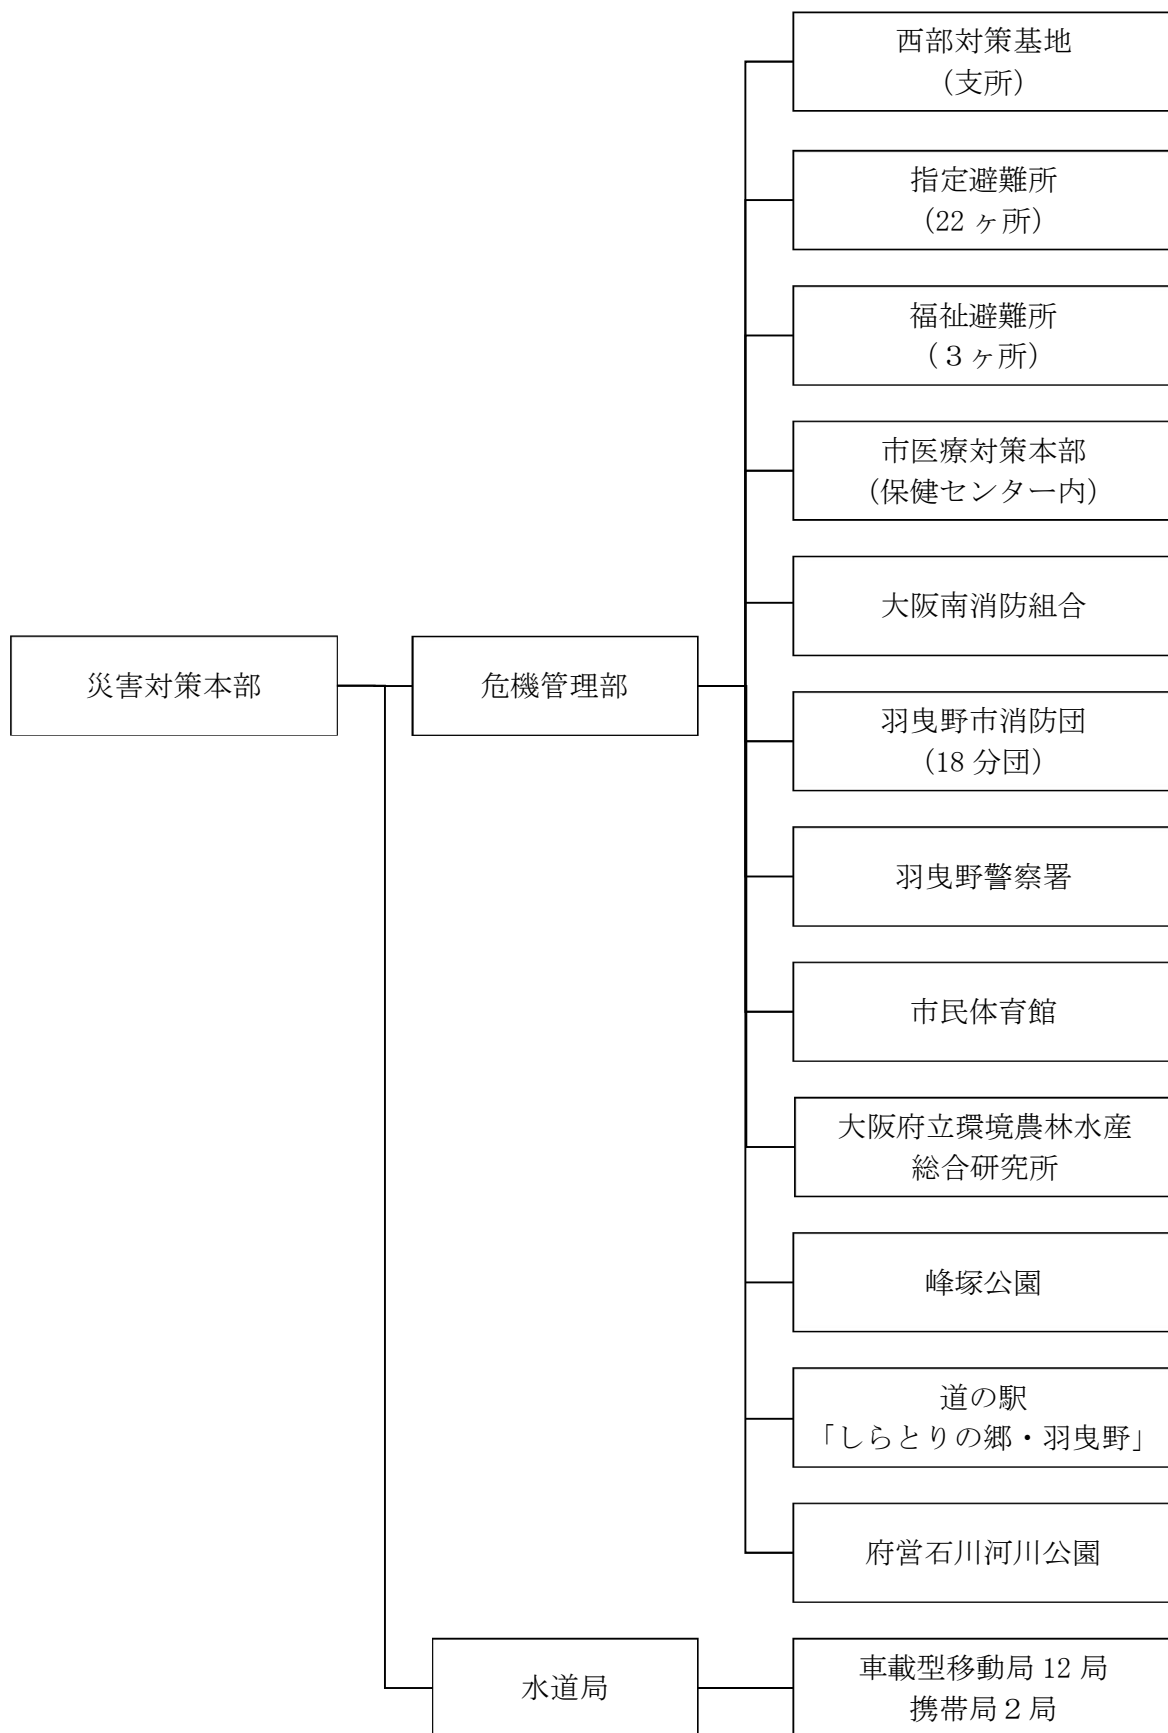 西部対策基地
（支所）
指定避難所
（22 ヶ所）
福祉避難所
（３ヶ所）
市医療対策本部
（保健センター内）
大阪南消防組合
災害対策本部
危機管理部
羽曳野市消防団
（18 分団）
羽曳野警察署
市民体育館
大阪府立環境農林水産
総合研究所
峰塚公園
道の駅
「しらとりの郷・羽曳野」
府営石川河川公園
水道局
車載型移動局 12 局
携帯局２局